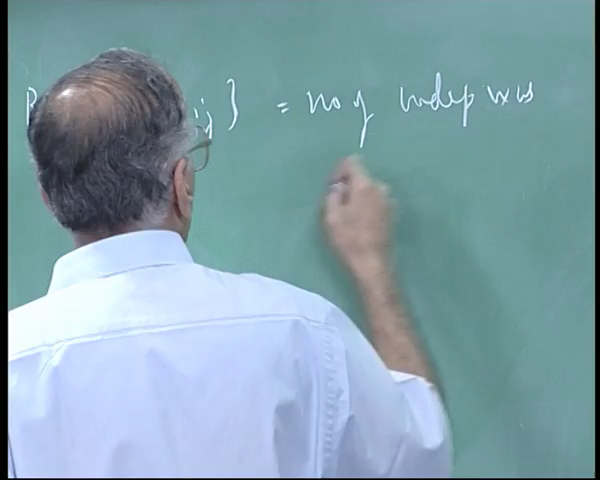 R ij } = no of indep rows